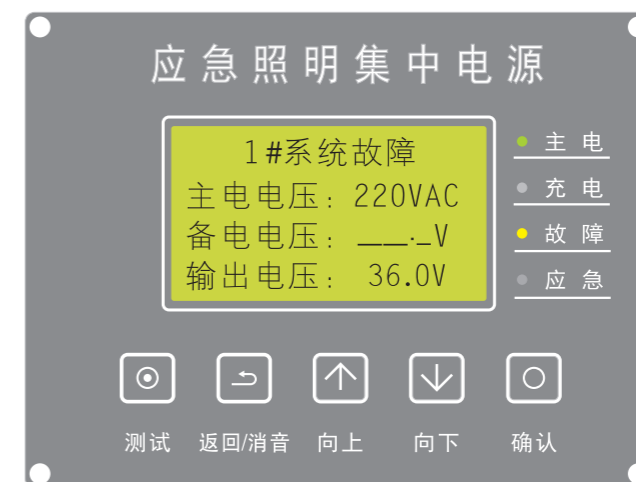 应急照明集中电源
1#系统故障
主电电压：220VAC
备电电压：__._V
输出电压：36.0V
主电
充电
故障
应急
测试 返回/消音 向上 向下 确认